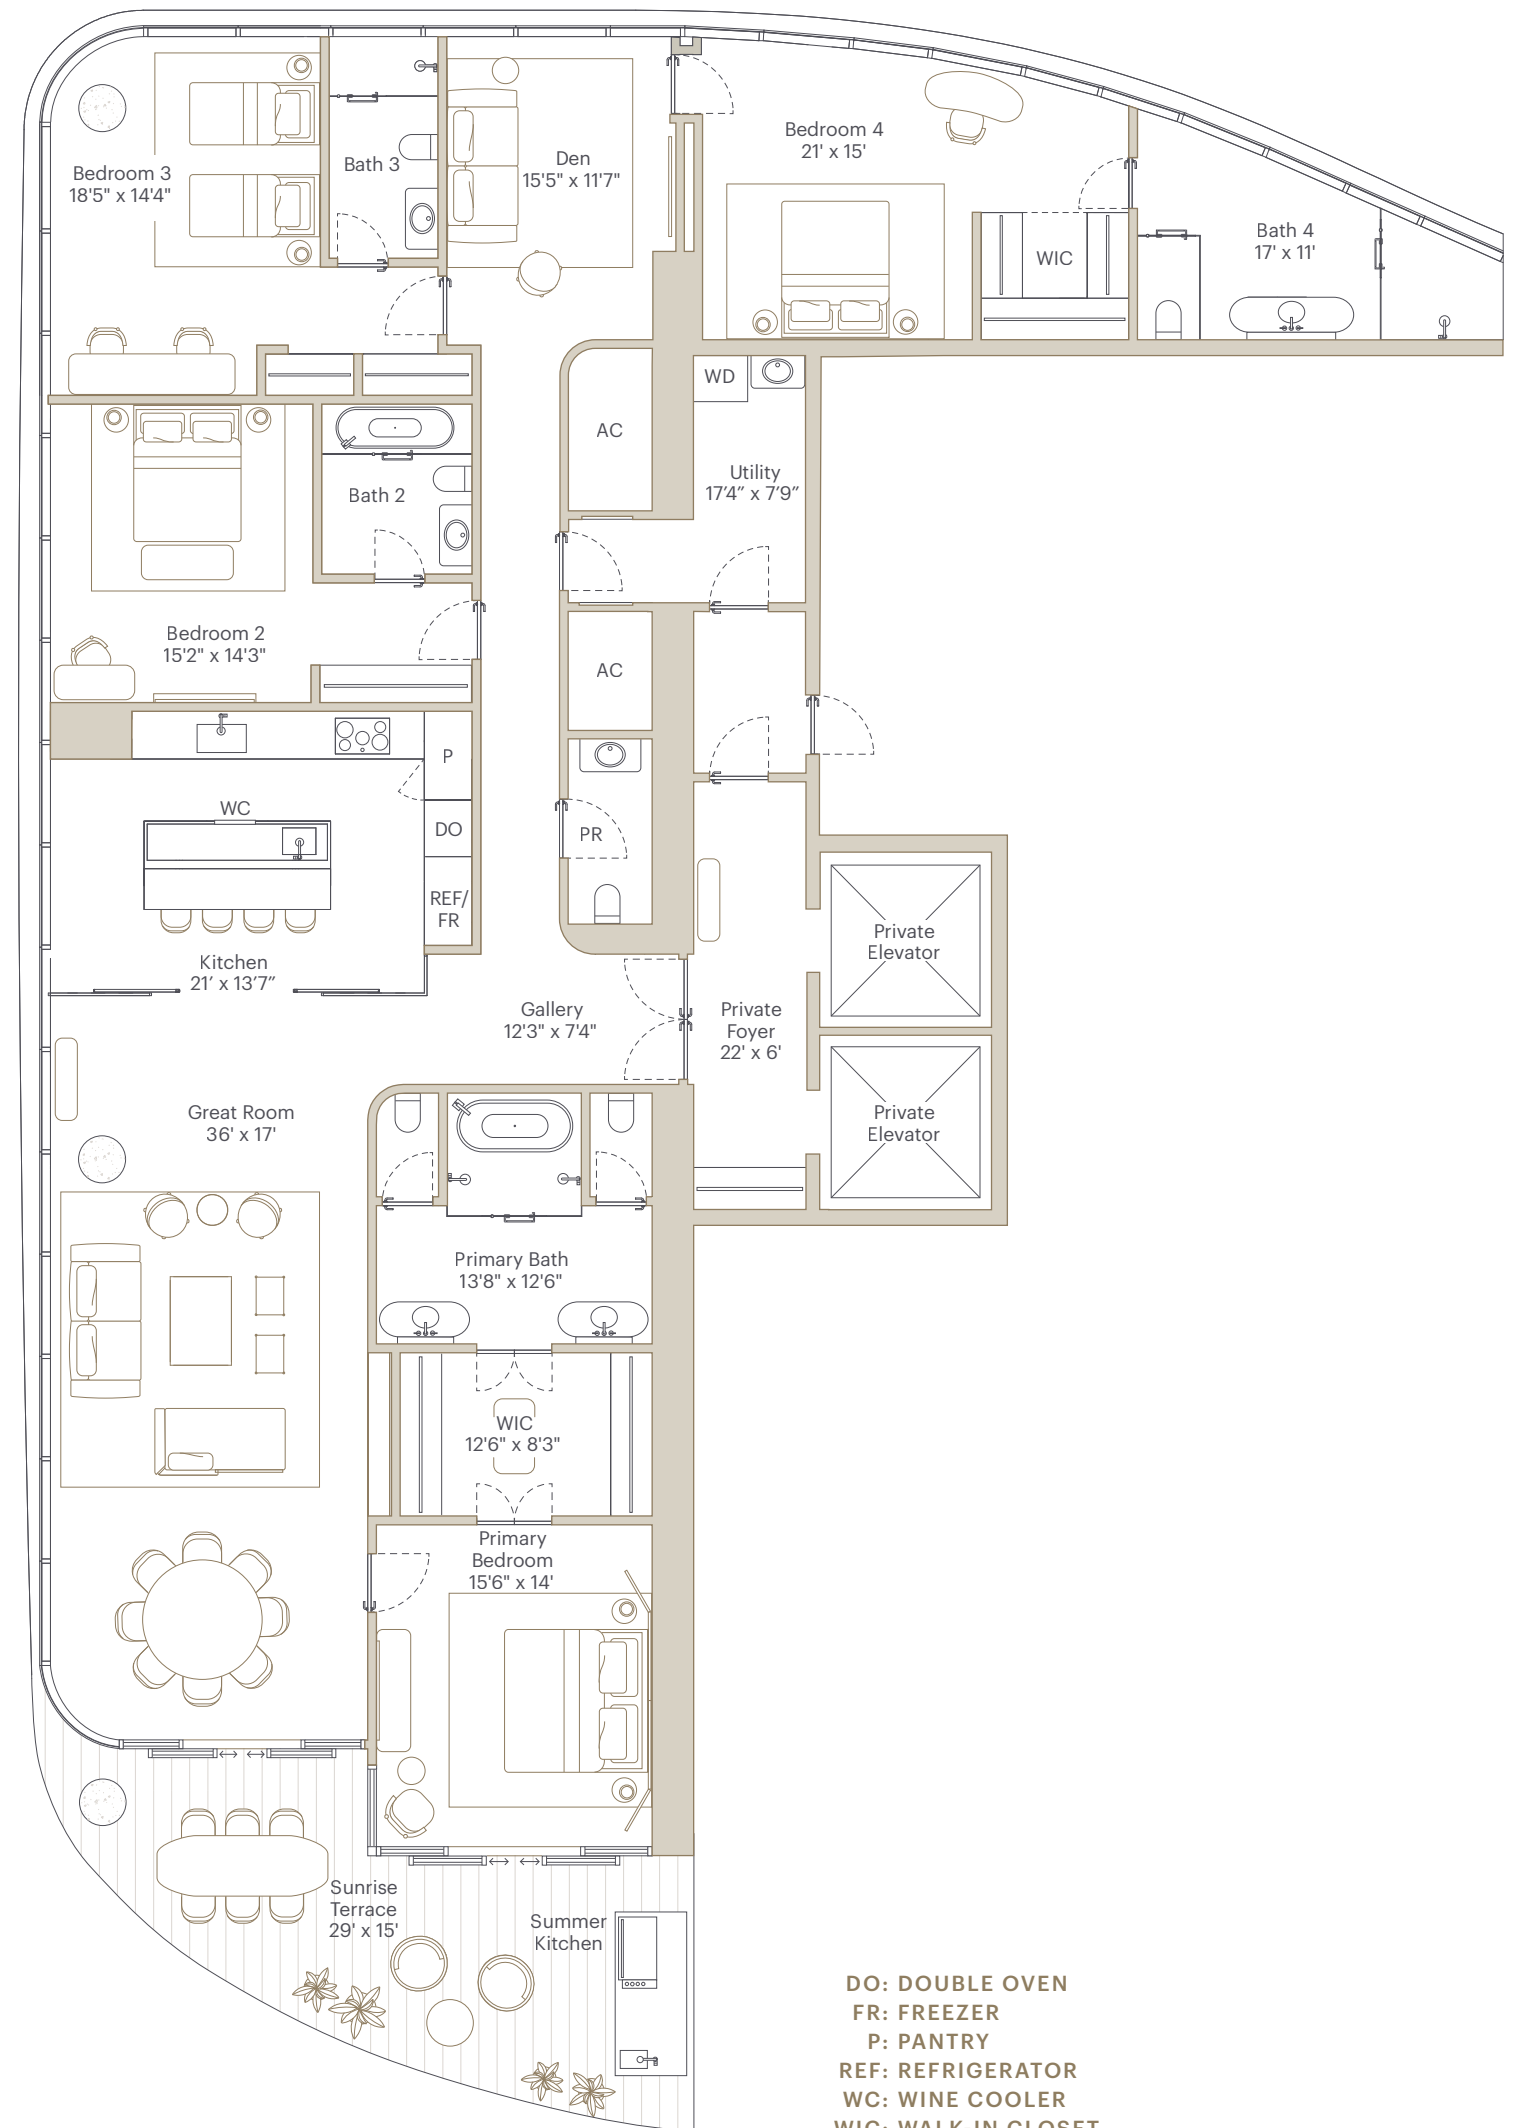 Bedroom 3
18'5" x 14'4"
Bath 3
Den
15'5" x 11'7"
Bedroom 4
21' x 15'
WIC
Bath 4
17' x 11'
WD
AC
Utility
17’4” x 7’9”
Bath 2
Bedroom 2
15'2" x 14'3"
AC
P
WC
DO
PR
REF/
FR
Kitchen
21’ x 13’7”
Gallery
12'3" x 7'4"
Private
Foyer
22' x 6'
Private
Elevator
Private
Elevator
Great Room
36' x 17'
Primary Bath
13'8" x 12'6"
WIC
12'6" x 8'3"
Primary
Bedroom
15'6" x 14'
Sunrise
Terrace
29' x 15'
Summer
Kitchen
DO: DOUBLE OVEN
FR: FREEZER
P: PANTRY
REF: REFRIGERATOR
WC: WINE COOLER
WIC: WALK-IN CLOSET